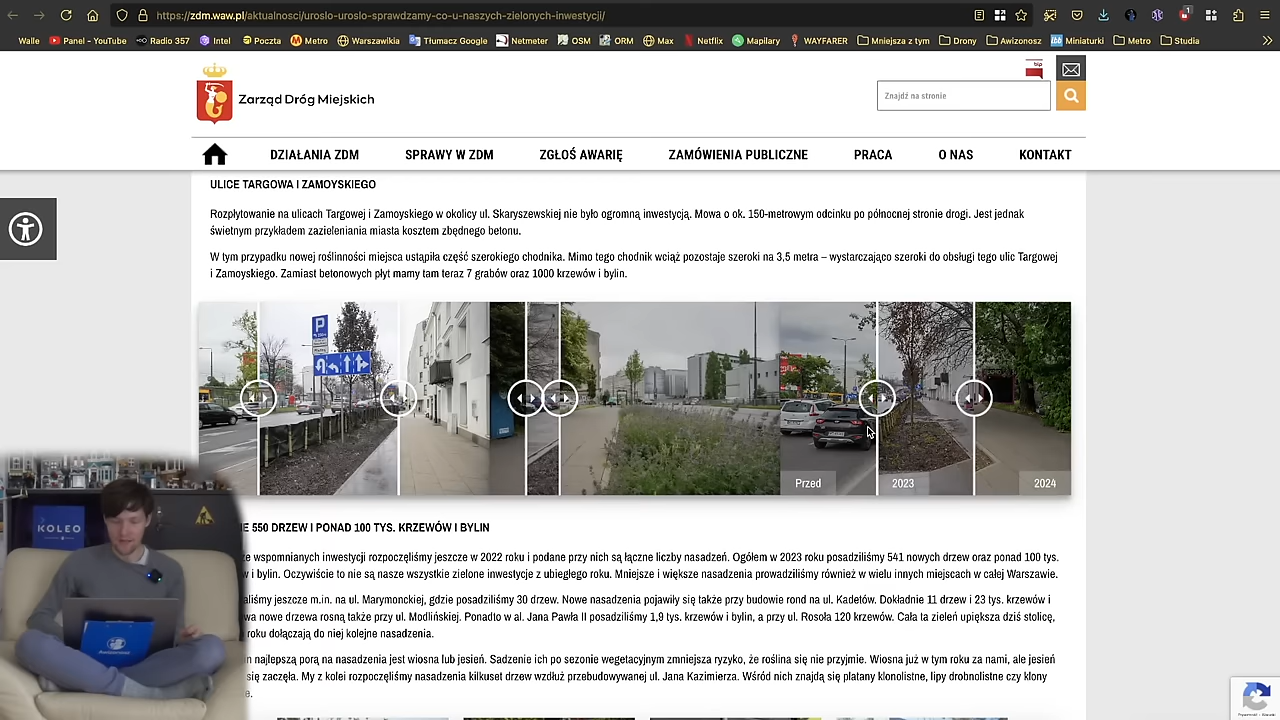 https://zdm.waw.pl/aktualnosci/uroslo-uroslo-sprawdzamy-co-u-naszych-zielonych-inwestycji/
Walle Panel - YouTube Radio 357 Intel Poczta Metro Warszawikia Tłumacz Google Netmeter OSM ORM Max Netflix Mapilary WAYFARER Mniejsza z tym Drony Awizonosz Miniaturki Metro Studia
bip
Zarząd Dróg Miejskich
Znajdź na stronie
DZIAŁANIA ZDM SPRAWY W ZDM ZGŁOŚ AWARIĘ ZAMÓWIENIA PUBLICZNE PRACA O NAS KONTAKT
ULICE TARGOWA I ZAMOYSKIEGO
Rozpłytowanie na ulicach Targowej i Zamoyskiego w okolicy ul. Skaryszewskiej nie było ogromną inwestycją. Mowa o ok. 150-metrowym odcinku po północnej stronie drogi. Jest jednak
świetnym przykładem zazieleniania miasta kosztem zbędnego betonu.
W tym przypadku nowej roślinności miejsca ustąpiła część szerokiego chodnika. Mimo tego chodnik wciąż pozostaje szeroki na 3,5 metra – wystarczająco szeroki do obsługi tego ulic Targowej
i Zamoyskiego. Zamiast betonowych płyt mamy tam teraz 7 grabów oraz 1000 krzewów i bylin.
P
Przed 2023 2024
E 550 DRZEW I PONAD 100 TYS. KRZEWÓW I BYLIN
ze wspomnianych inwestycji rozpoczęliśmy jeszcze w 2022 roku i podane przy nich są łączne liczby nasadzeń. Ogółem w 2023 roku posadziliśmy 541 nowych drzew oraz ponad 100 tys.
w i bylin. Oczywiście to nie są nasze wszystkie zielone inwestycje z ubiegłego roku. Mniejsze i większe nasadzenia prowadziliśmy również w wielu innych miejscach w całej Warszawie.
aliśmy jeszcze m.in. na ul. Marymonckiej, gdzie posadziliśmy 30 drzew. Nowe nasadzenia pojawiły się także przy budowie rond na ul. Kadetów. Dokładnie 11 drzew i 23 tys. krzewów i
wa nowe drzewa rosną także przy ul. Modlińskiej. Ponadto w al. Jana Pawła II posadziliśmy 1,9 tys. krzewów i bylin, a przy ul. Rosoła 120 krzewów. Cała ta zieleń upiększa dziś stolicę,
roku dołączają do niej kolejne nasadzenia.
n najlepszą porą na nasadzenia jest wiosna lub jesień. Sadzenie ich po sezonie wegetacyjnym zmniejsza ryzyko, że roślina się nie przyjmie. Wiosna już w tym roku za nami, ale jesień
się zaczęła. My z kolei rozpoczęliśmy nasadzenia kilkuset drzew wzdłuż przebudowywanej ul. Jana Kazimierza. Wśród nich znajdą się platany klonolistne, lipy drobnolistne czy klony
e.
KOLEO